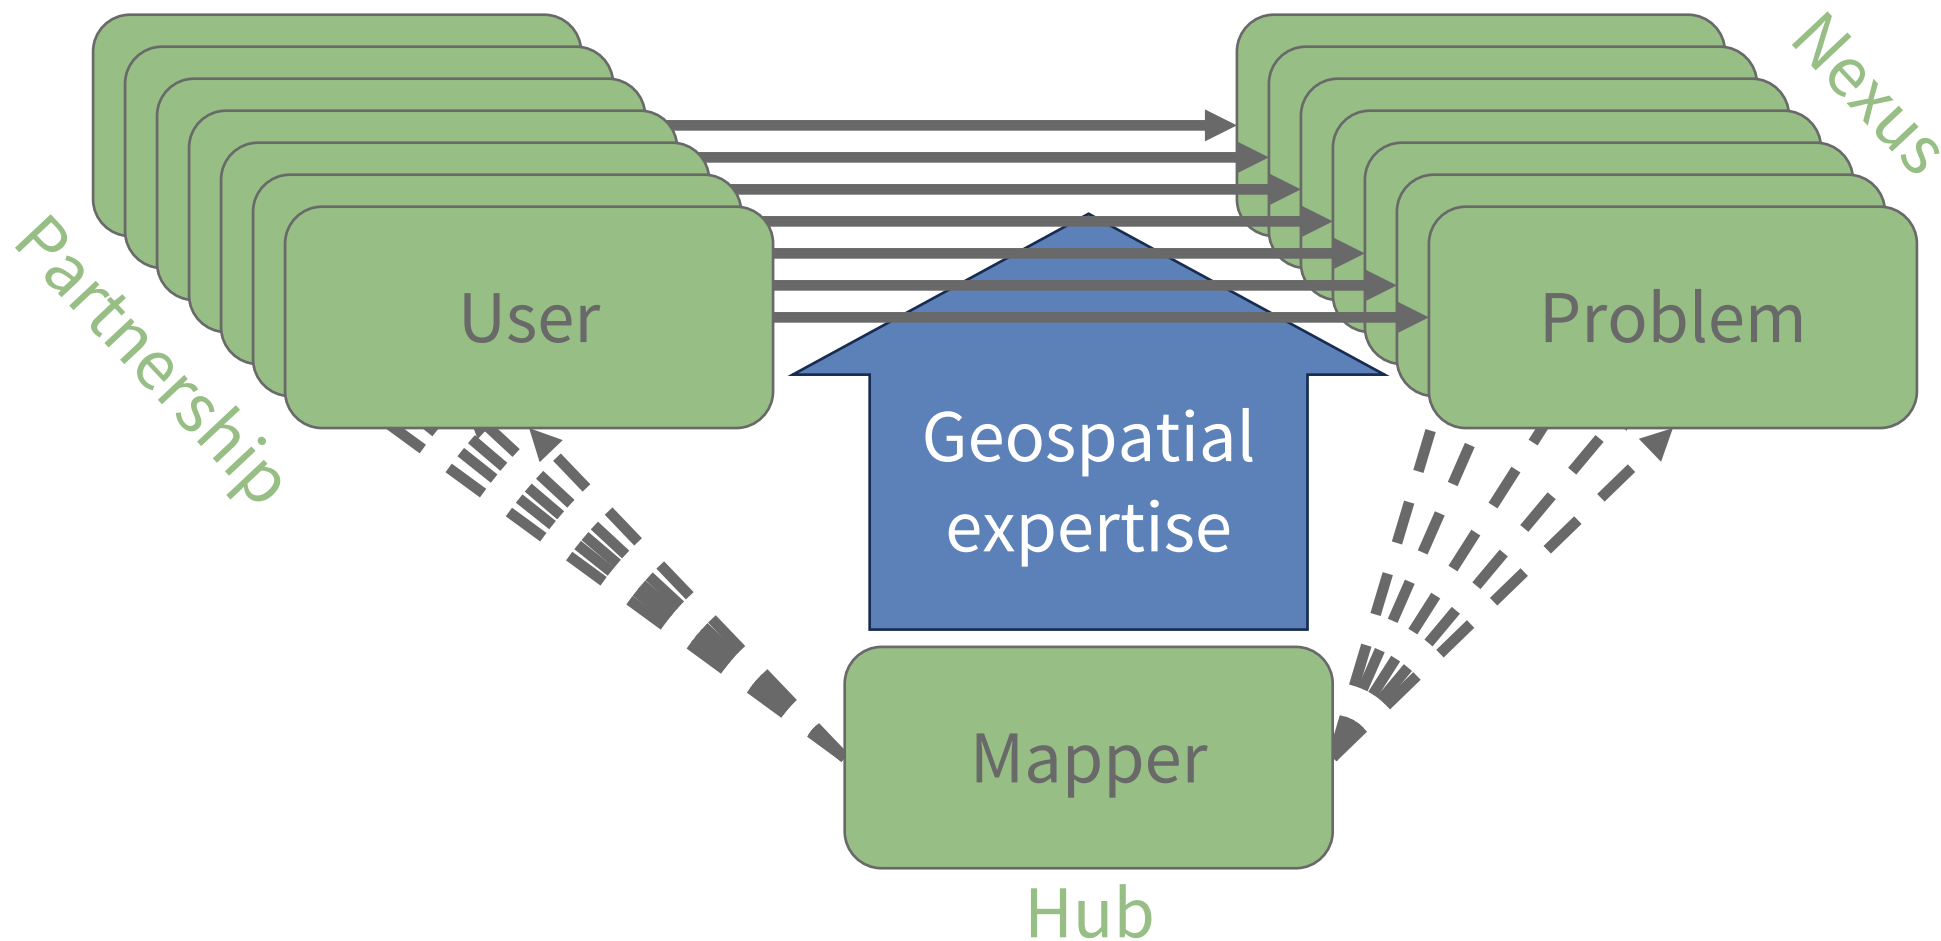 Nexus
Partnership
User
Problem
Geospatial
expertise
Mapper
Hub